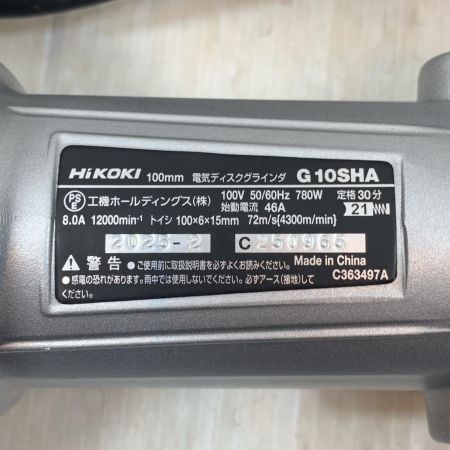 HiKOKI 100mm 電気ディスクグラインダ G 10SHA
PS E 工機ホールディングス(株) 100V 50/60Hz 780W 定格30分
始動電流 46A 21
8.0A 12000min⁻¹ トイシ 100×6×15mm 72m/s{4300m/min}
2025-2 C 250965
⚠ 警告 ●ご使用前に取扱説明書を必ずよくお読みください。 Made in China
●感電の恐れがあります。雨中では使用しないでください。必ずアース(接地)して
ください。 C363497A